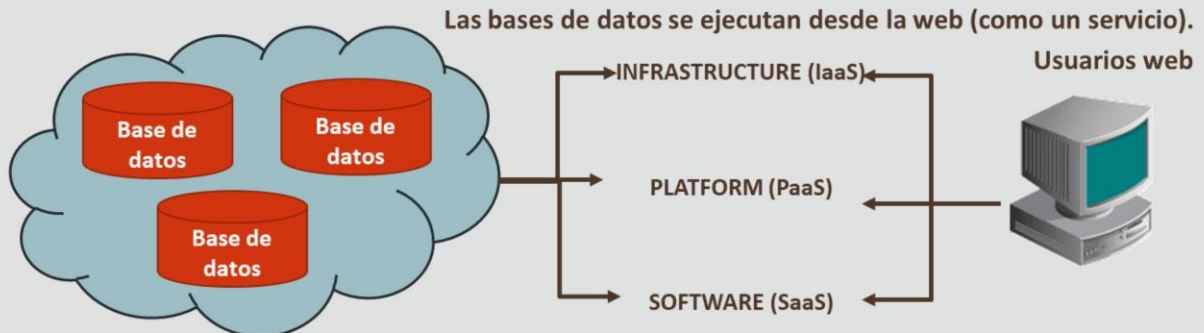 Las bases de datos se ejecutan desde la web (como un servicio).
Usuarios web
INFRASTRUCTURE (IaaS)
Base de
datos
Base de
datos
PLATFORM (PaaS)
Base de
datos
SOFTWARE (SaaS)